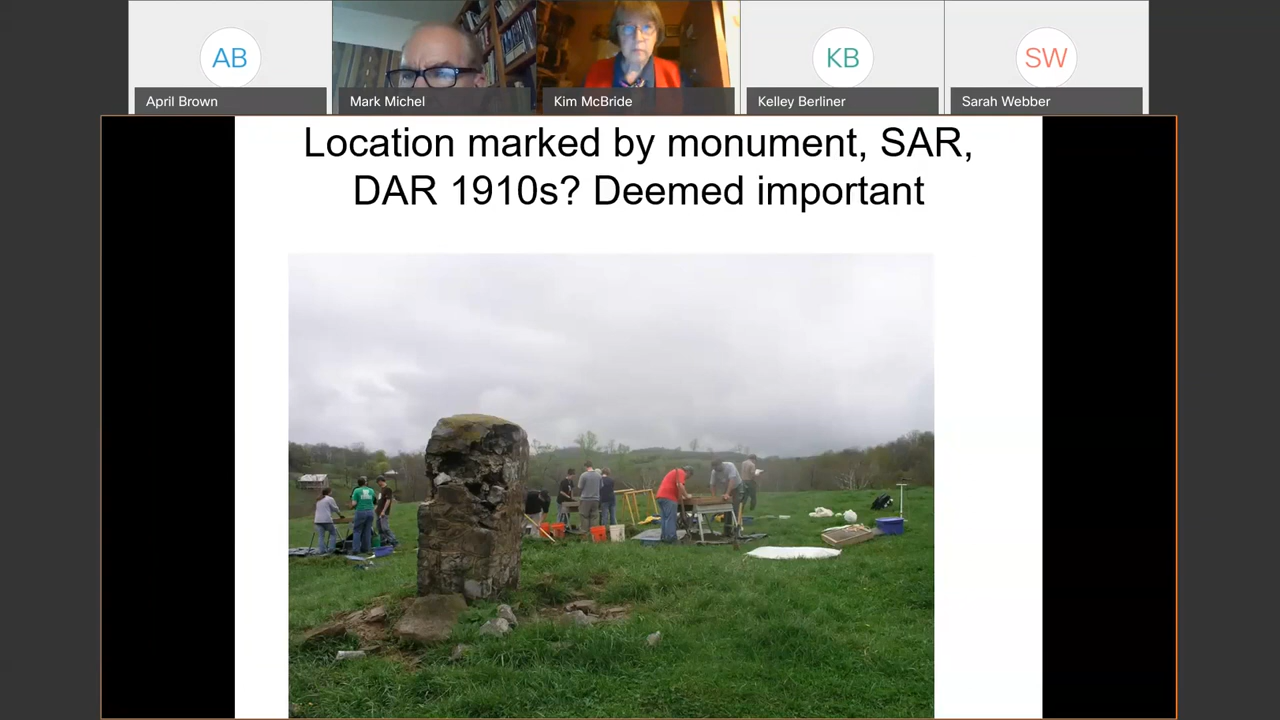 AB
KB
SW
April Brown
Mark Michel
Kim McBride
Kelley Berliner
Sarah Webber
Location marked by monument, SAR,
DAR 1910s? Deemed important